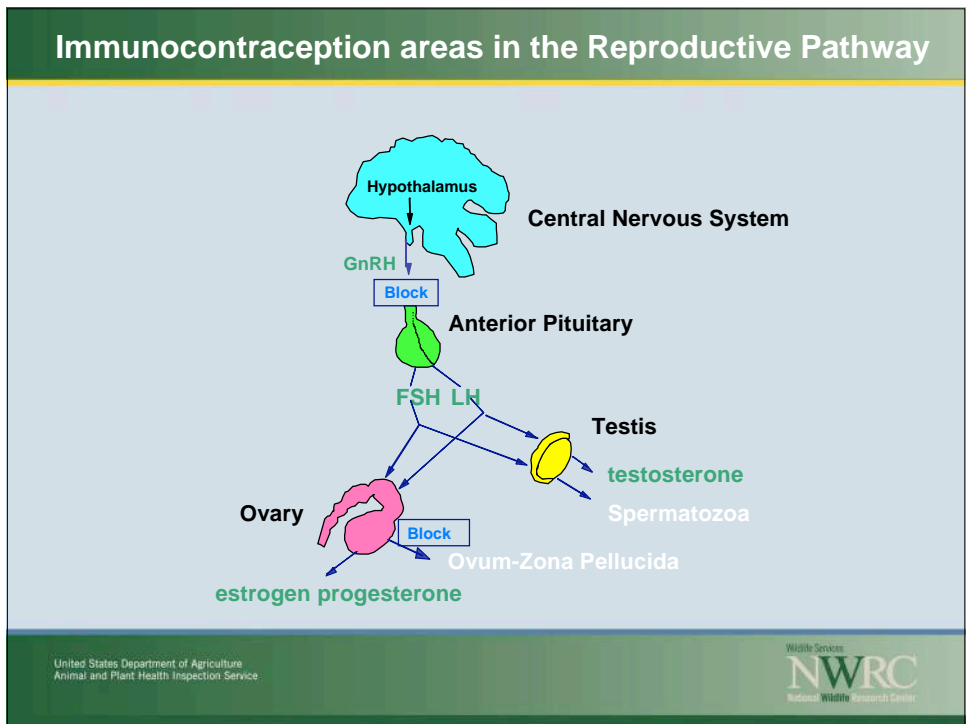 Immunocontraception areas in the Reproductive Pathway
Hypothalamus
Central Nervous System
GnRH
Block
Anterior Pituitary
FSH LH
Testis
testosterone
Spermatozoa
Ovary
Block
Ovum-Zona Pellucida
estrogen progesterone
United States Department of Agriculture
Animal and Plant Health Inspection Service
Wildlife Services
NWRC
National Wildlife Research Center